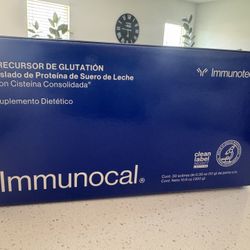 PRECURSOR DE GLUTATIÓN
Aislado de Proteína de Suero de Leche
con Cisteína Consolidada*
Suplemento Dietético
Immunotec
clean
label
Cont. 30 sobres de 0.35 oz (10 g) de polvo c/u.
Cont. Neto 10.6 oz (300 g)
Immunocal®